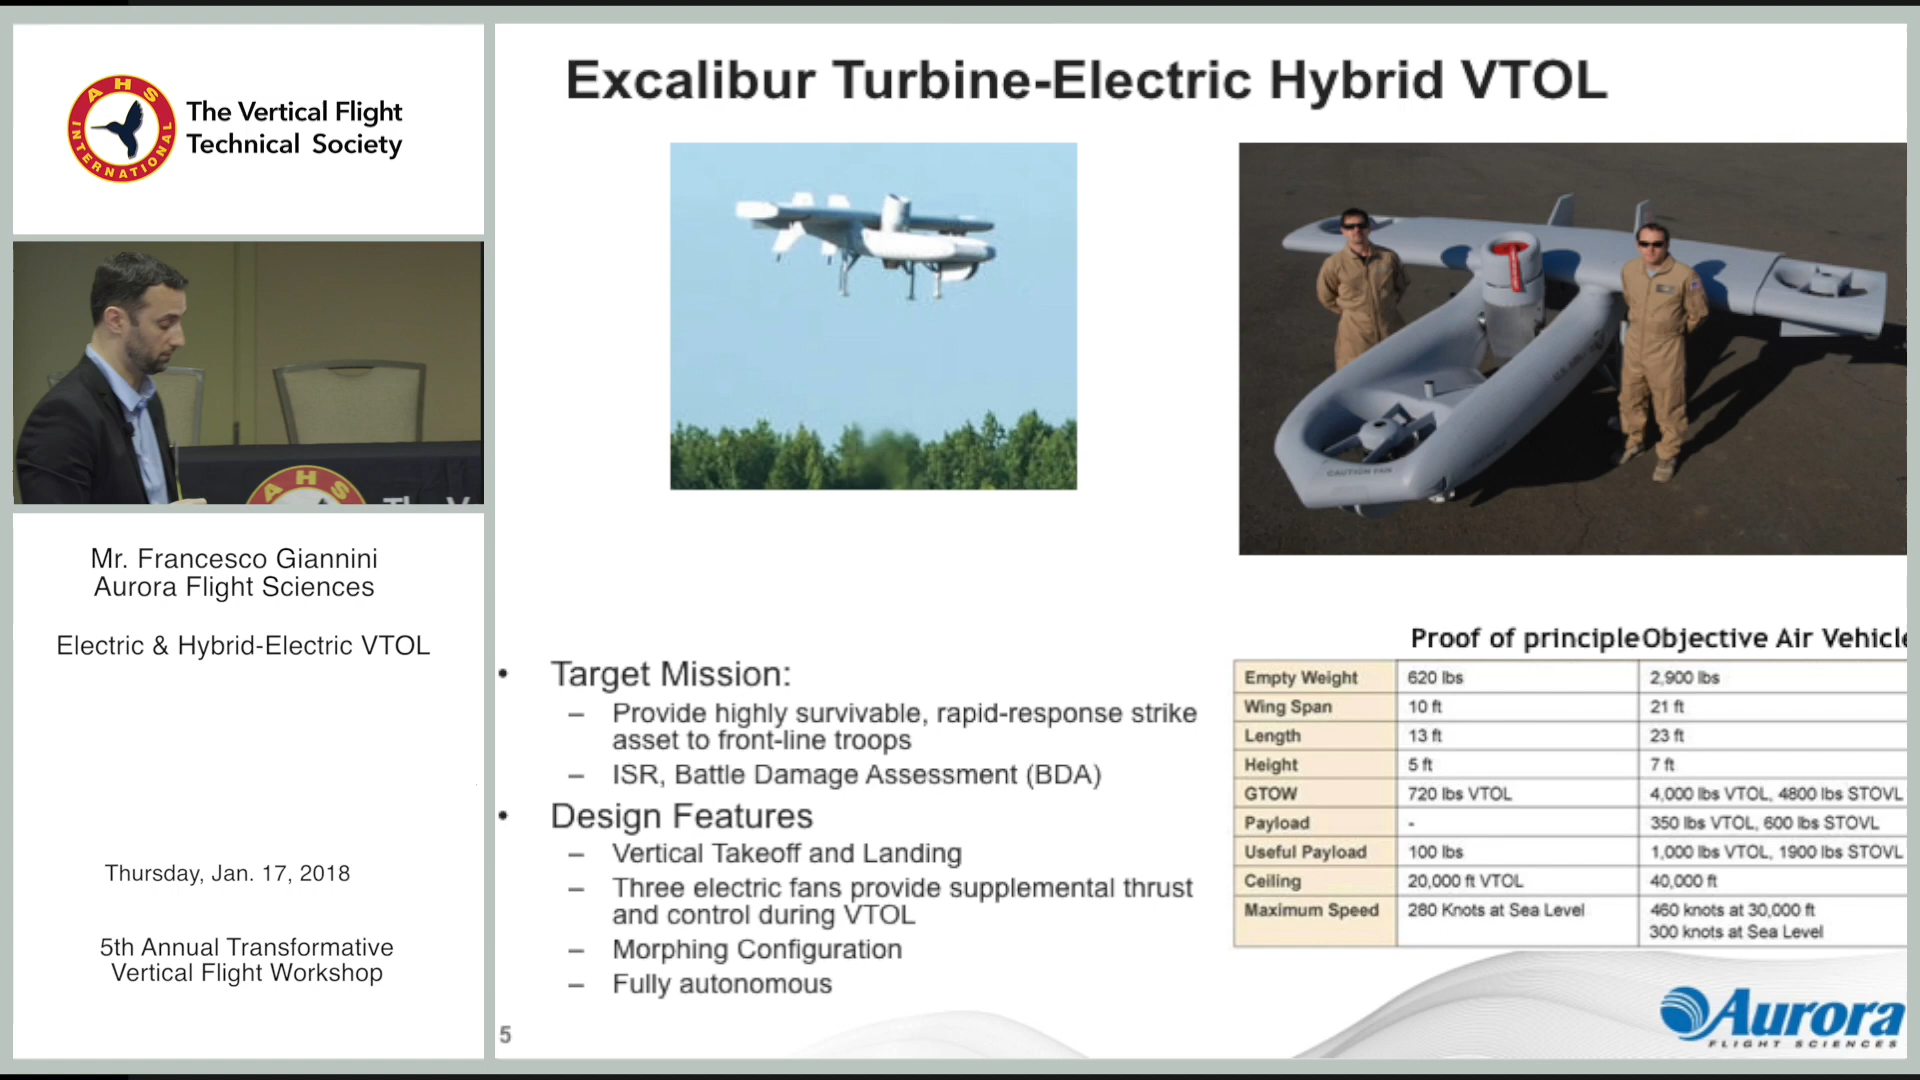 AHS
INTERNATIONAL
The Vertical Flight
Technical Society
AHS
The V
Mr. Francesco Giannini
Aurora Flight Sciences
Electric & Hybrid-Electric VTOL
Thursday, Jan. 17, 2018
5th Annual Transformative
Vertical Flight Workshop
Excalibur Turbine-Electric Hybrid VTOL
CAUTION FAN
• Target Mission:
– Provide highly survivable, rapid-response strike
asset to front-line troops
– ISR, Battle Damage Assessment (BDA)
• Design Features
– Vertical Takeoff and Landing
– Three electric fans provide supplemental thrust
and control during VTOL
– Morphing Configuration
– Fully autonomous
Proof of principle Objective Air Vehicle
Empty Weight 620 lbs 2,900 lbs
Wing Span 10 ft 21 ft
Length 13 ft 23 ft
Height 5 ft 7 ft
GTOW 720 lbs VTOL 4,000 lbs VTOL, 4800 lbs STOVL
Payload - 350 lbs VTOL, 600 lbs STOVL
Useful Payload 100 lbs 1,000 lbs VTOL, 1900 lbs STOVL
Ceiling 20,000 ft VTOL 40,000 ft
Maximum Speed 280 Knots at Sea Level 460 knots at 30,000 ft
300 knots at Sea Level
5
Aurora
FLIGHT SCIENCES